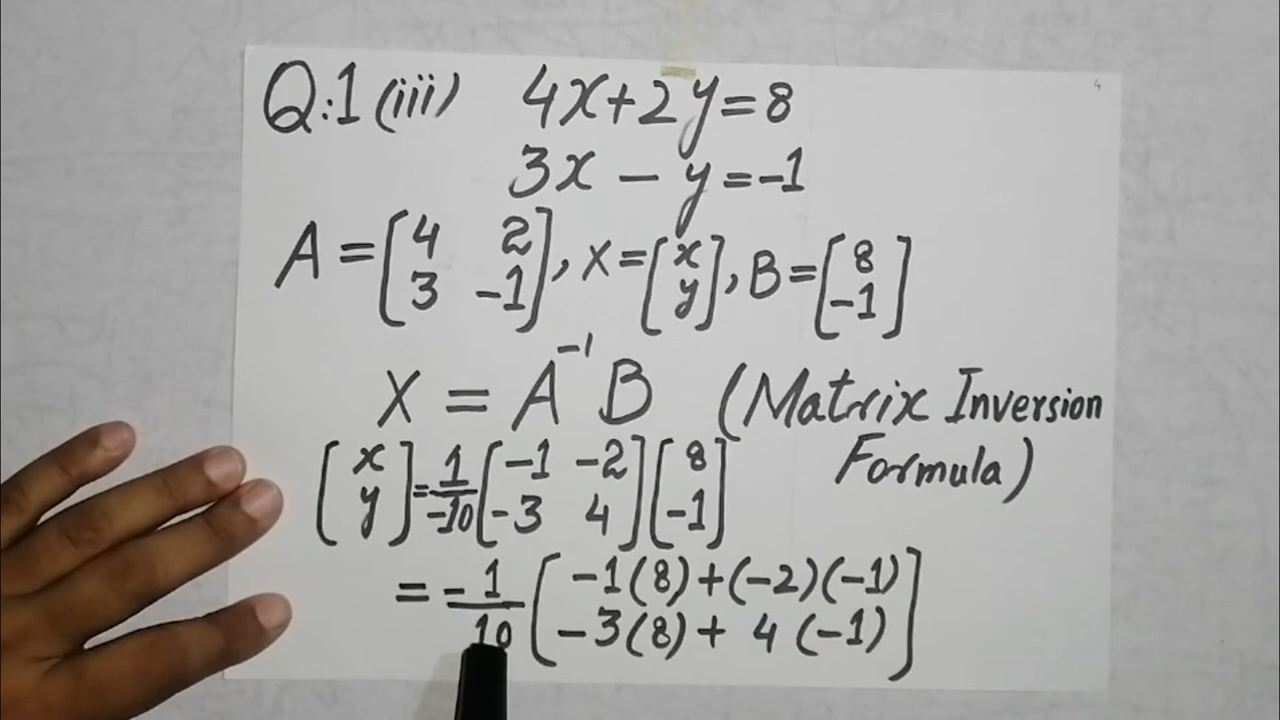 Q:1 (iii) 4x+2y=8
3x - y=-1
A = [4 2; 3 -1], X=[x; y], B=[8; -1]
X = A⁻¹ B (Matrix Inversion
Formula)
[x; y]=1/-10[-1 -2; -3 4][8; -1]
= -1/10 [-1(8)+(-2)(-1); -3(8)+ 4 (-1)]